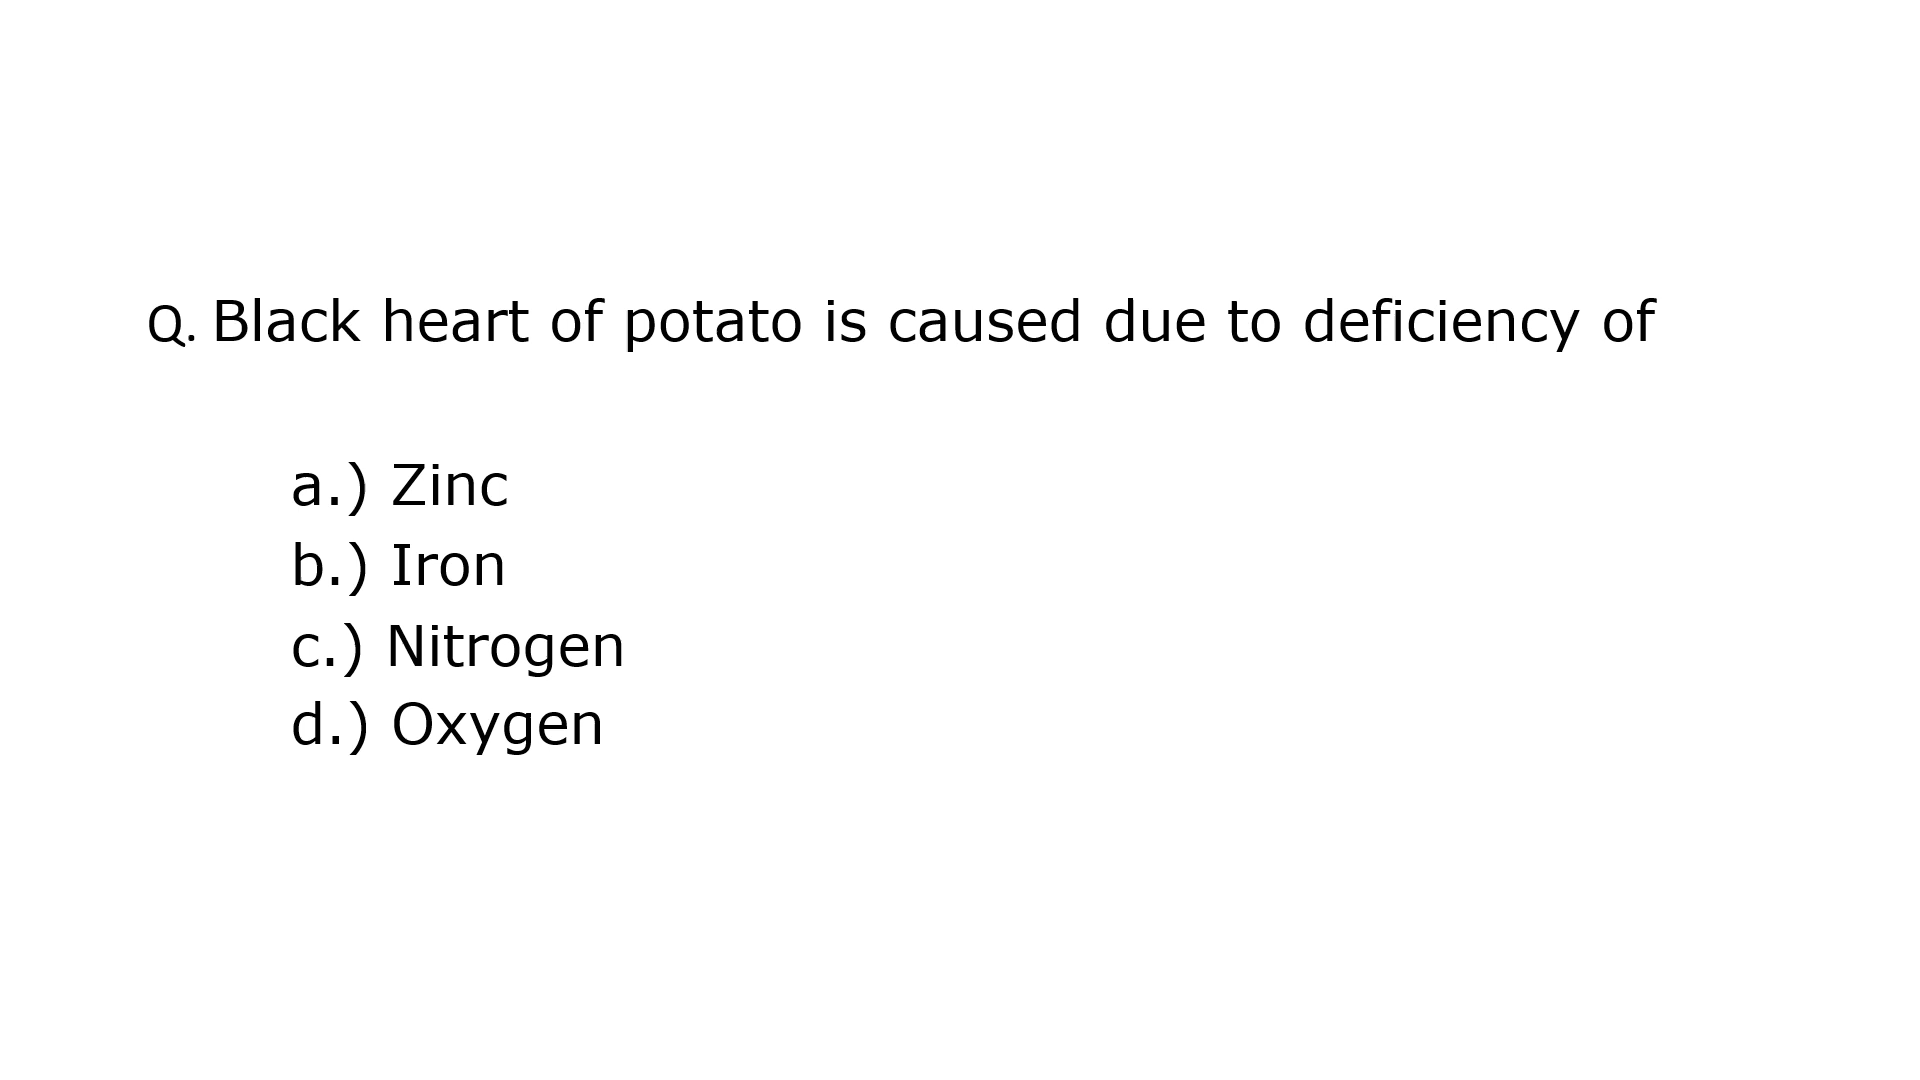 Q. Black heart of potato is caused due to deficiency of
a.) Zinc
b.) Iron
c.) Nitrogen
d.) Oxygen